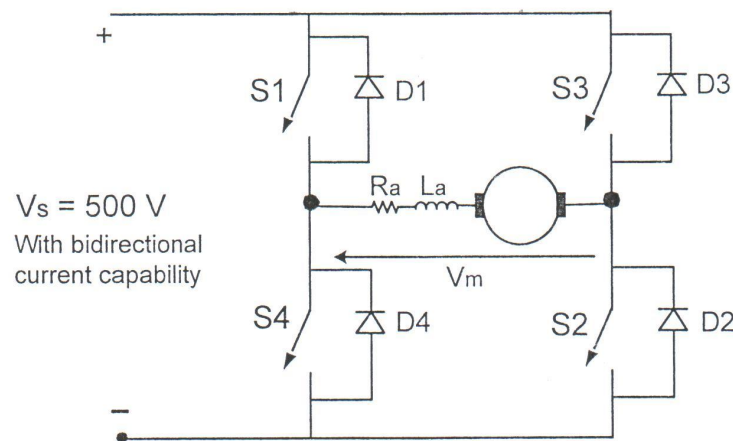 +
S1
D1
S3
D3
Ra
La
Vs = 500 V
With bidirectional
current capability
Vm
S4
D4
S2
D2
−